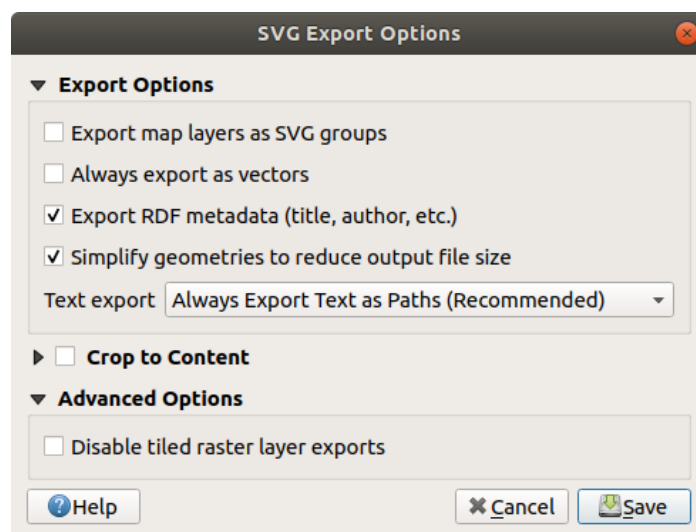 SVG Export Options
Export Options
Export map layers as SVG groups
Always export as vectors
Export RDF metadata (title, author, etc.)
Simplify geometries to reduce output file size
Text export Always Export Text as Paths (Recommended)
Crop to Content
Advanced Options
Disable tiled raster layer exports
Help Cancel Save